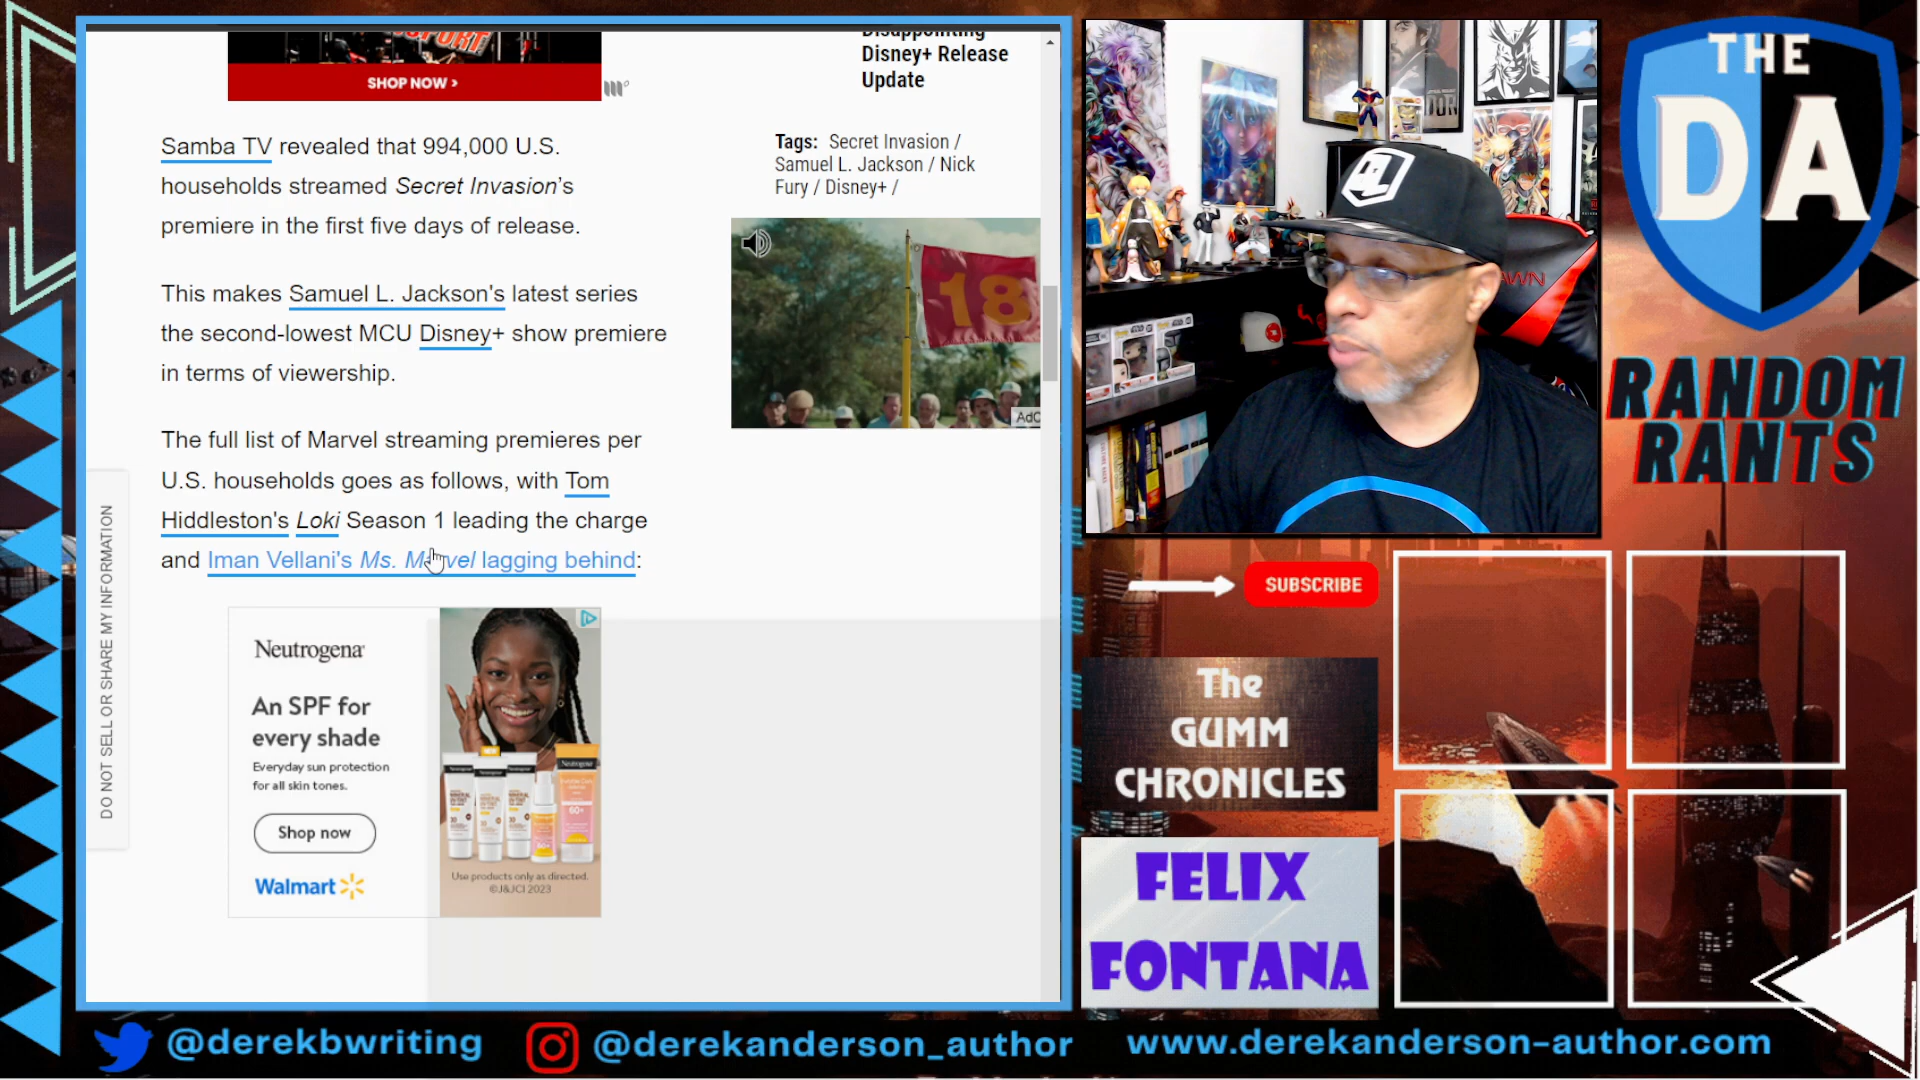 SPORT
SHOP NOW >
Disappointing
Disney+ Release
Update
Samba TV revealed that 994,000 U.S.
households streamed Secret Invasion's
premiere in the first five days of release.
This makes Samuel L. Jackson's latest series
the second-lowest MCU Disney+ show premiere
in terms of viewership.
The full list of Marvel streaming premieres per
U.S. households goes as follows, with Tom
Hiddleston's Loki Season 1 leading the charge
and Iman Vellani's Ms. Marvel lagging behind:
Tags: Secret Invasion /
Samuel L. Jackson / Nick
Fury / Disney+ /
18
DO NOT SELL OR SHARE MY INFORMATION
Neutrogena
An SPF for
every shade
Everyday sun protection
for all skin tones.
Shop now
Walmart
Use products only as directed.
©J&JCI 2023
THE
DA
RANDOM
RANTS
SUBSCRIBE
The
GUMM
CHRONICLES
FELIX
FONTANA
@derekbwriting
@derekanderson_author
www.derekanderson-author.com